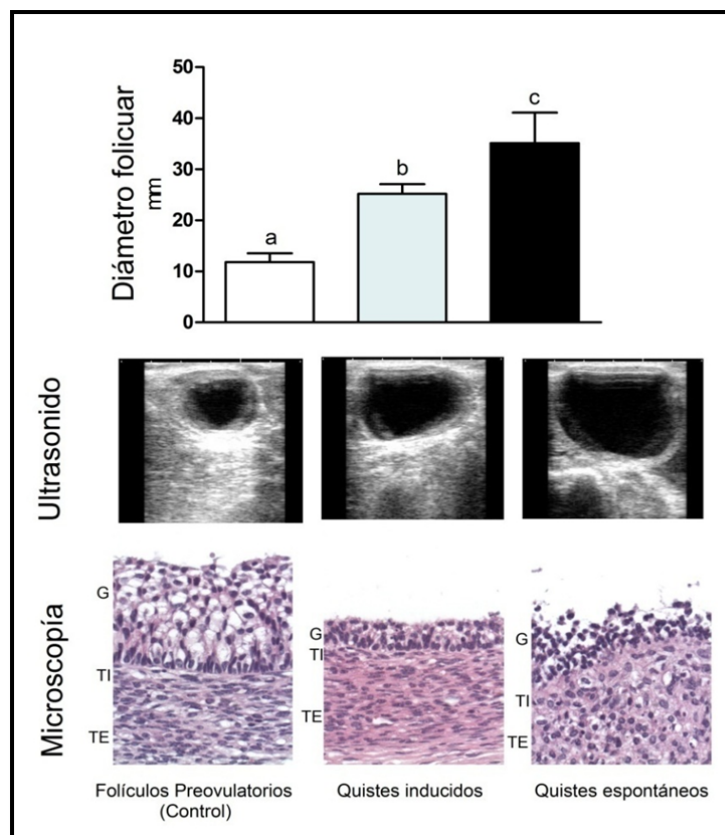 50
40
30
20
10
0
Diámetro folicuar
mm
a
b
c
Ultrasonido
Microscopía
G
TI
TE
G
TI
TE
G
TI
TE
Folículos Preovulatorios
(Control)
Quistes inducidos
Quistes espontáneos